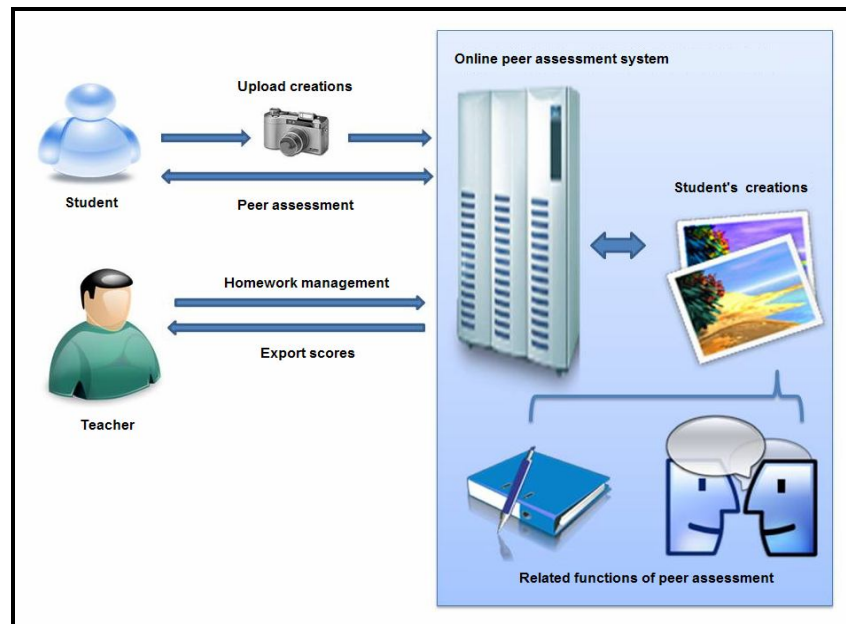 Online peer assessment system
Upload creations
Student
Peer assessment
Student's creations
Homework management
Export scores
Teacher
Related functions of peer assessment